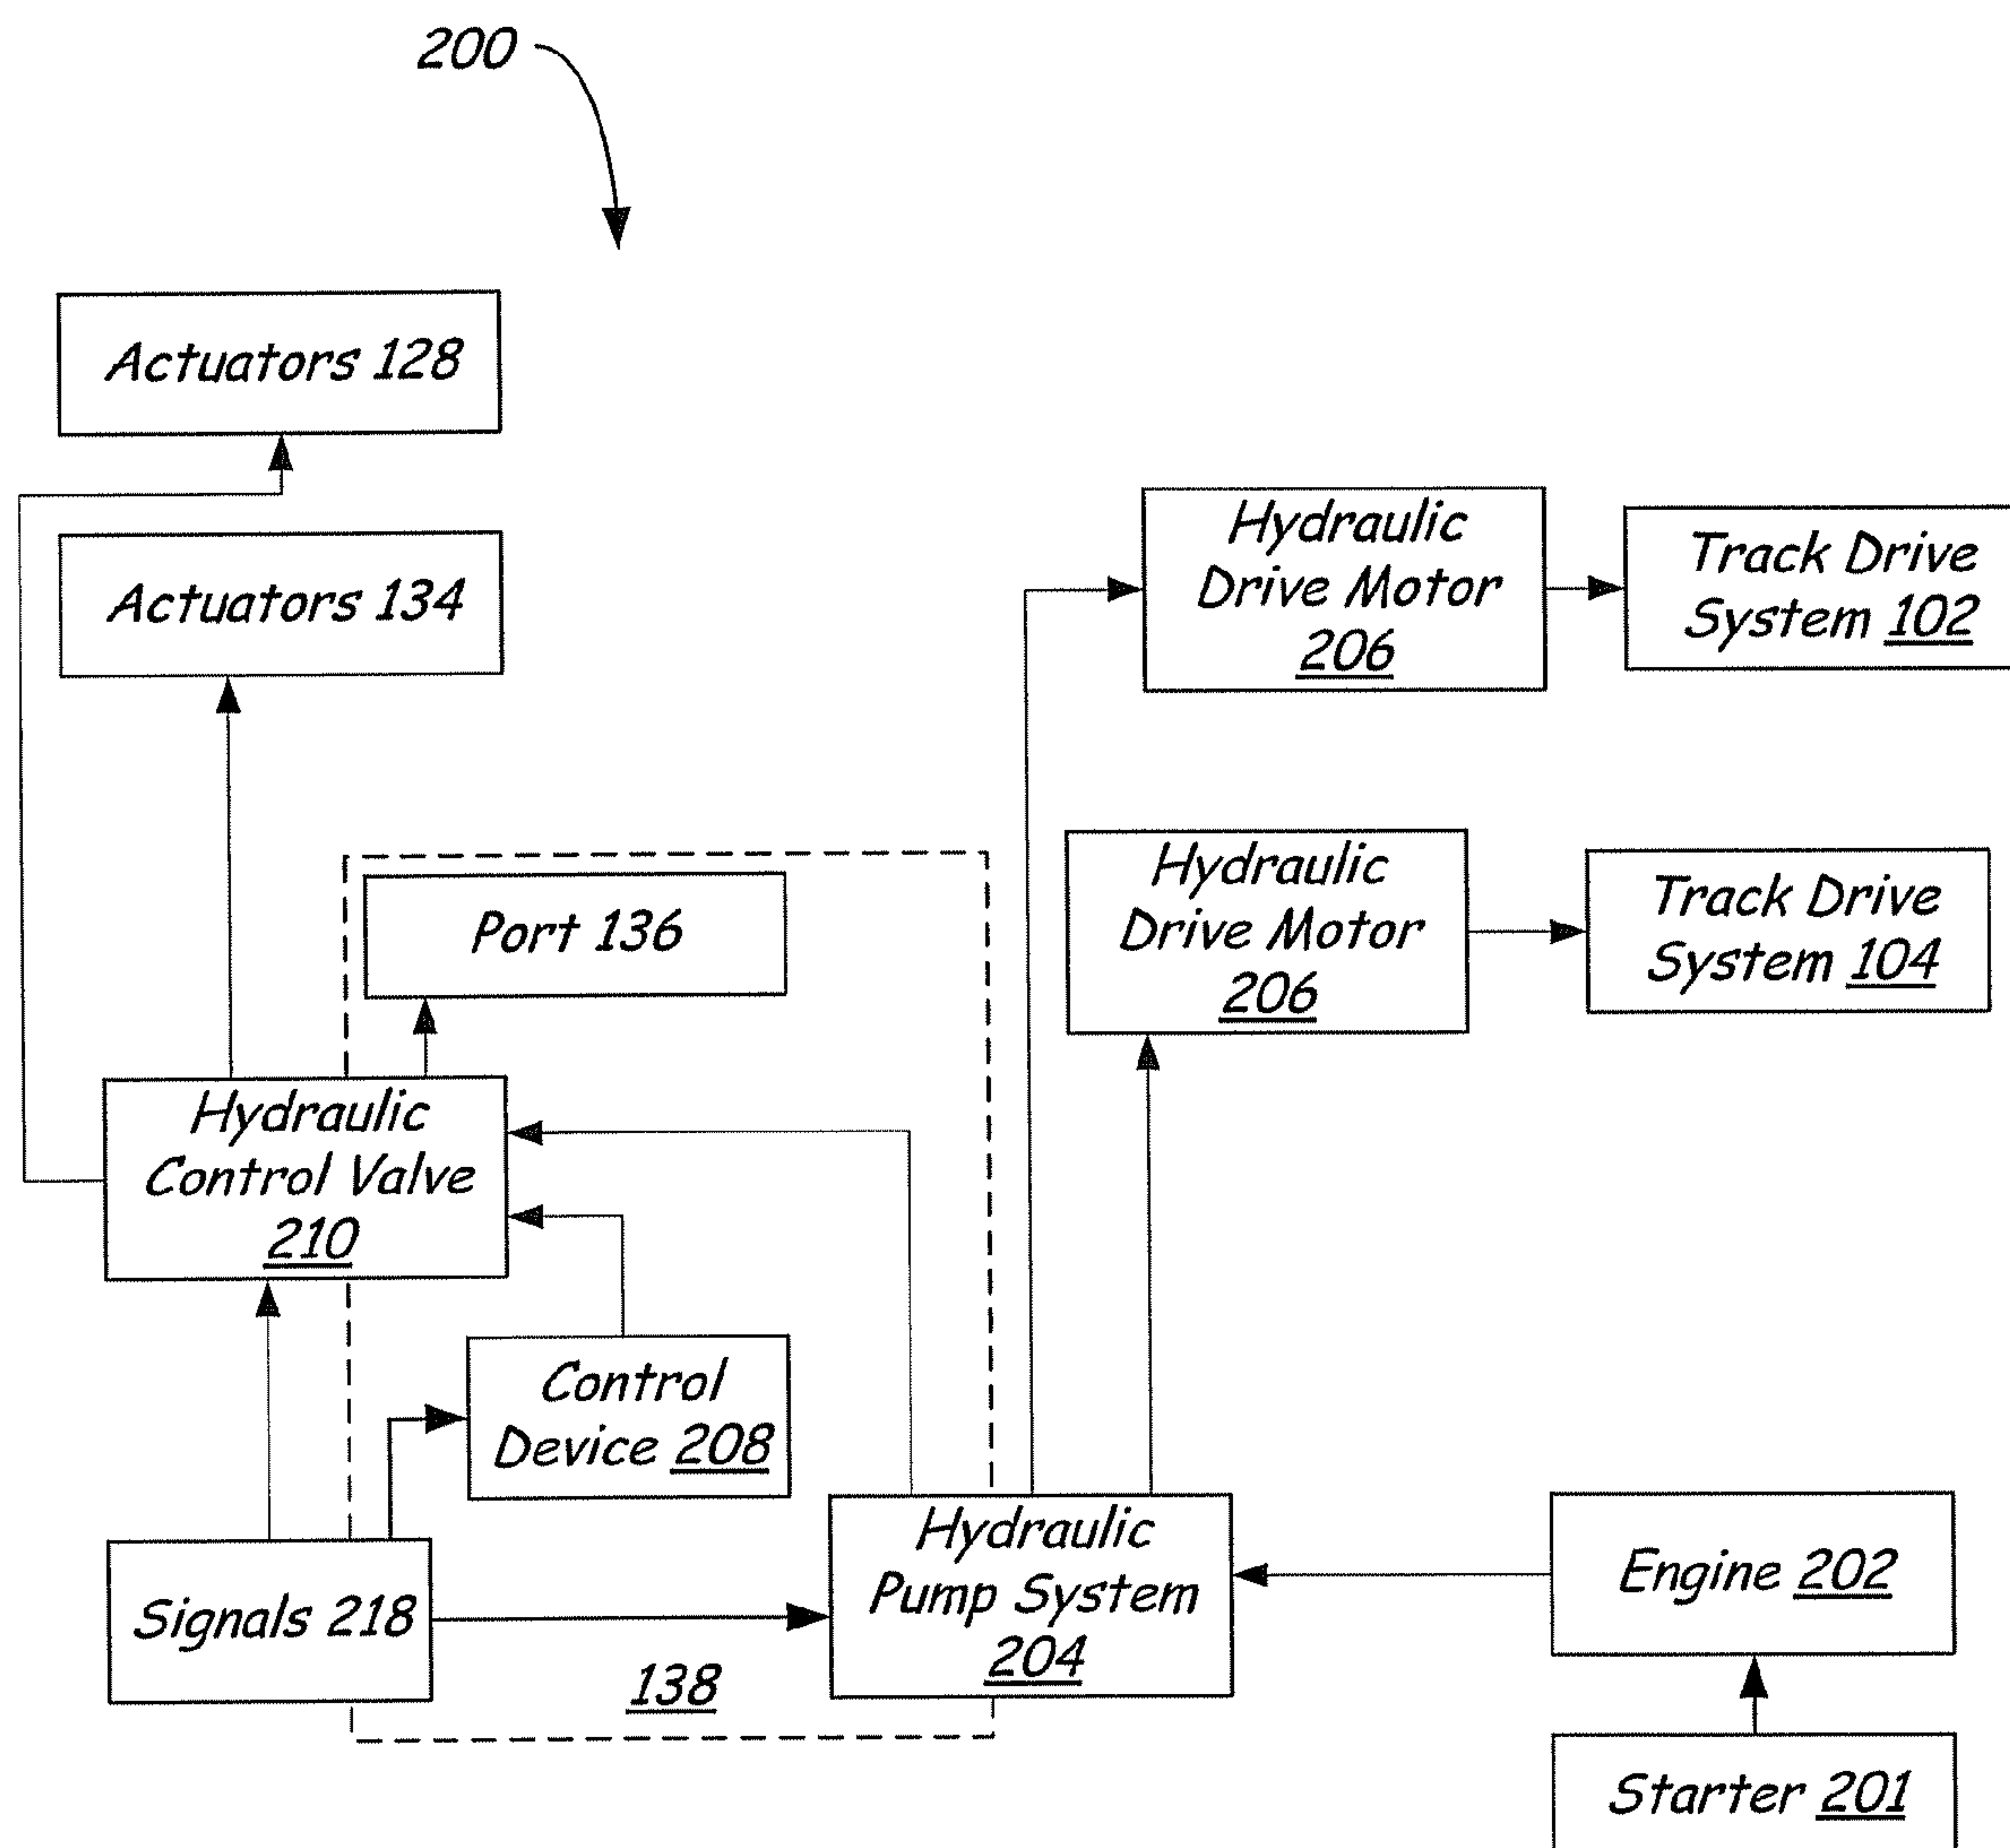 200
Actuators 128
Actuators 134
Hydraulic
Drive Motor
206
Track Drive
System 102
Port 136
Hydraulic
Drive Motor
206
Track Drive
System 104
Hydraulic
Control Valve
210
Control
Device 208
Signals 218
138
Hydraulic
Pump System
204
Engine 202
Starter 201